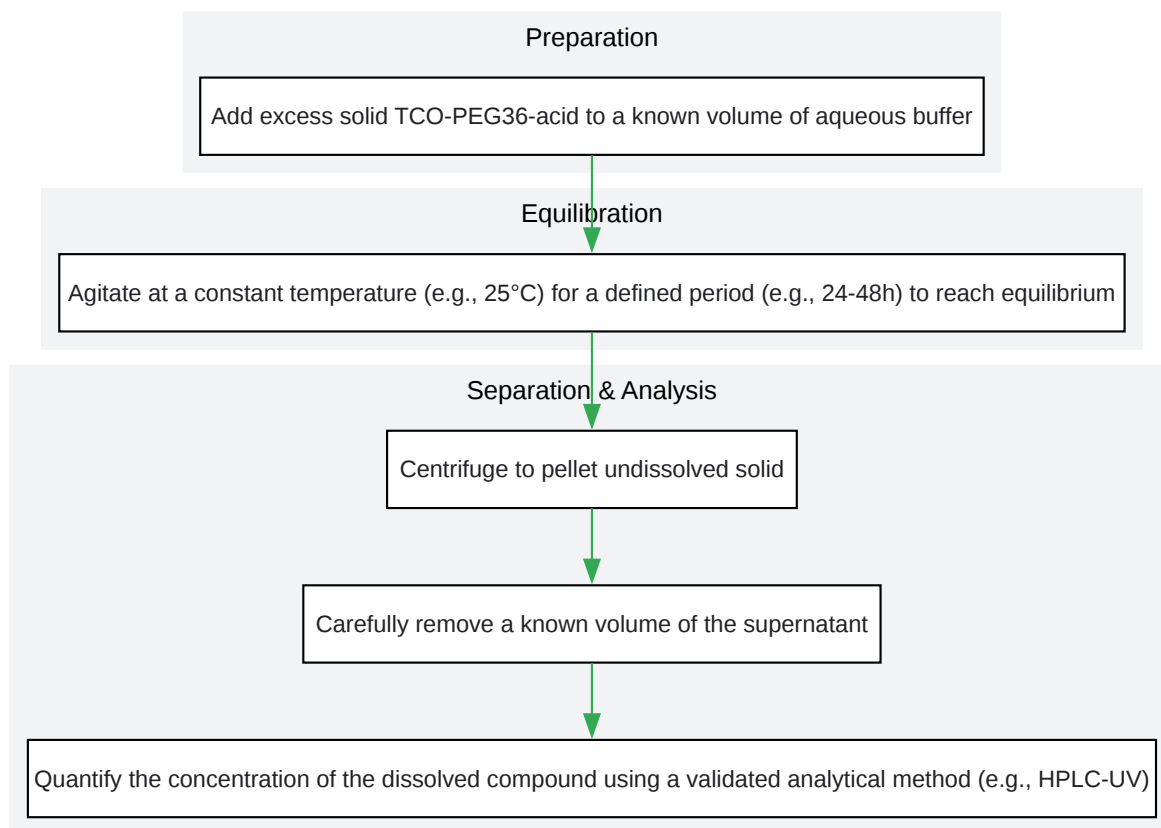 Preparation
Add excess solid TCO-PEG36-acid to a known volume of aqueous buffer
Equilibration
Agitate at a constant temperature (e.g., 25°C) for a defined period (e.g., 24-48h) to reach equilibrium
Separation & Analysis
Centrifuge to pellet undissolved solid
Carefully remove a known volume of the supernatant
Quantify the concentration of the dissolved compound using a validated analytical method (e.g., HPLC-UV)